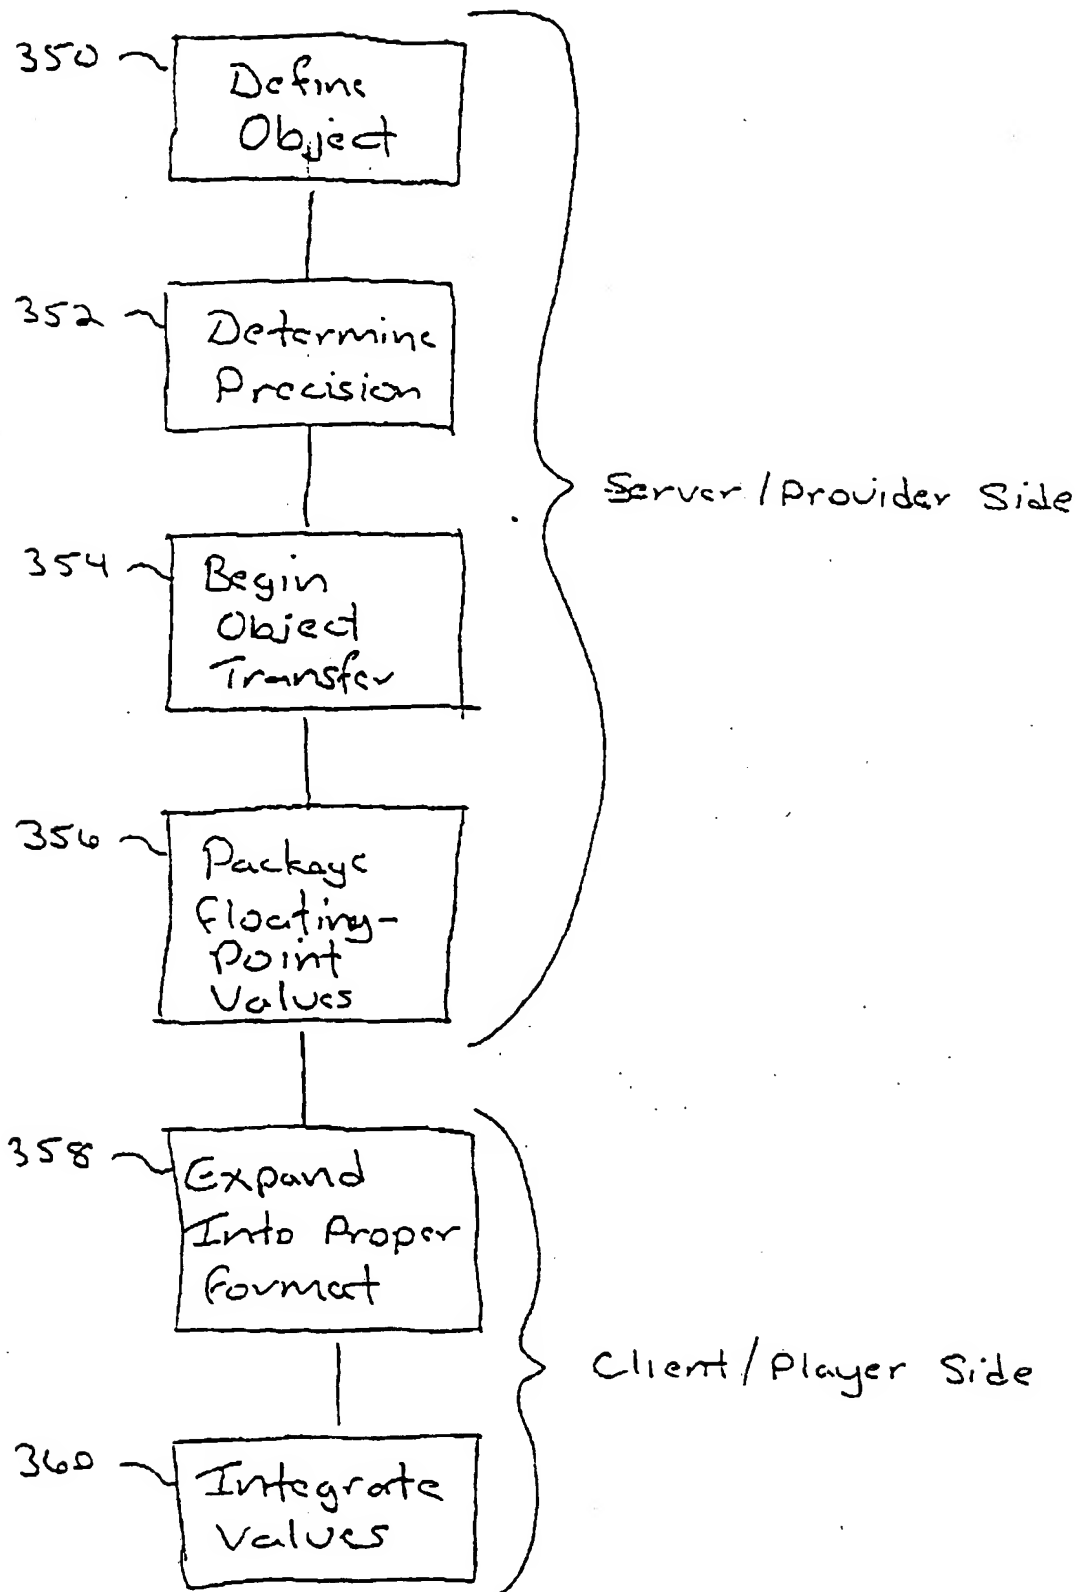 350
Define
Object
352
Determine
Precision
Server/Provider Side
354
Begin
Object
Transfer
356
Package
Floating-
Point
Values
358
Expand
Into Proper
Format
Client/Player Side
360
Integrate
Values